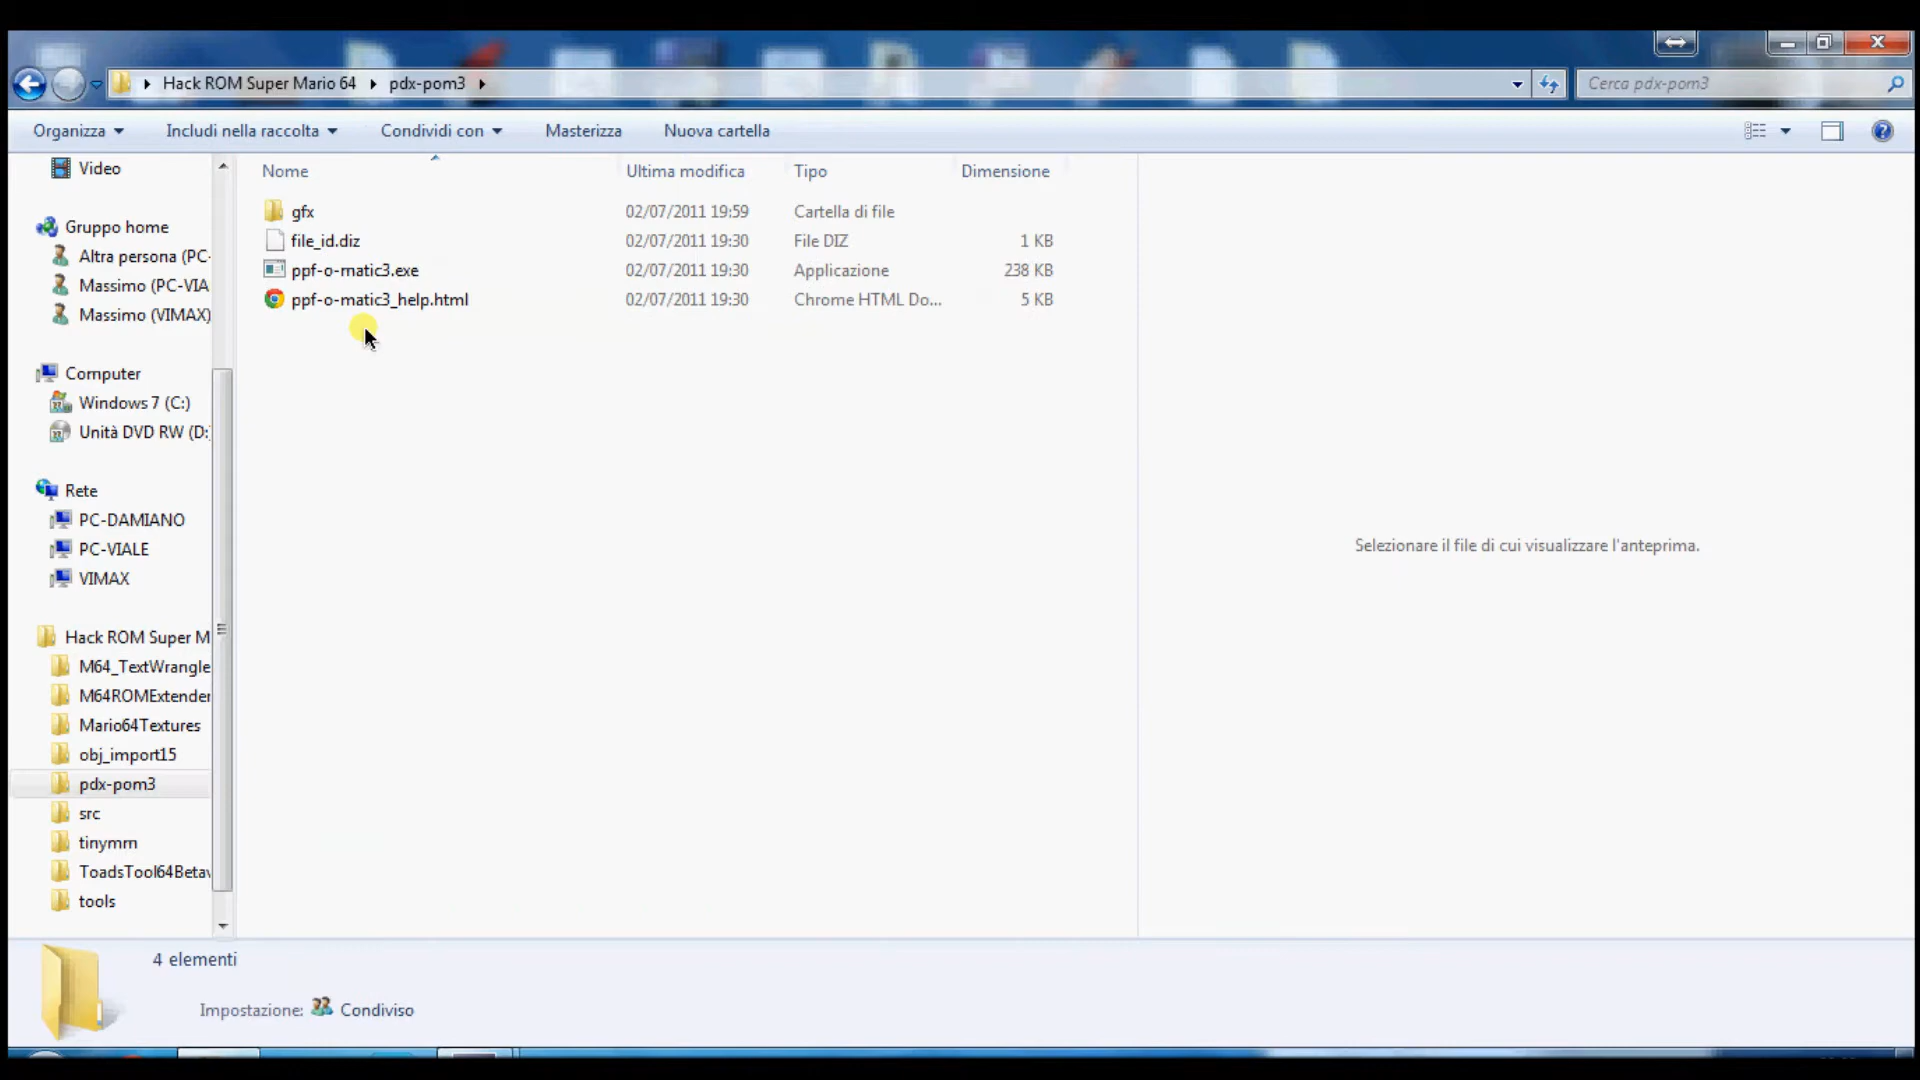 Hack ROM Super Mario 64 pdx-pom3 Cerca pdx-pom3
Organizza Includi nella raccolta Condividi con Masterizza Nuova cartella
Video
Gruppo home
Altra persona (PC-
Massimo (PC-VIA
Massimo (VIMAX)
Computer
Windows 7 (C:)
Unità DVD RW (D:
Rete
PC-DAMIANO
PC-VIALE
VIMAX
Hack ROM Super M
M64_TextWrangle
M64ROMExtender
Mario64Textures
obj_import15
pdx-pom3
src
tinymrn
ToadsTool64Betav
tools
Nome Ultima modifica Tipo Dimensione
gfx 02/07/2011 19:59 Cartella di file
file_id.diz 02/07/2011 19:30 File DIZ 1 KB
ppf-o-matic3.exe 02/07/2011 19:30 Applicazione 238 KB
ppf-o-matic3_help.html 02/07/2011 19:30 Chrome HTML Do... 5 KB
Selezionare il file di cui visualizzare l'anteprima.
4 elementi
Impostazione: Condiviso